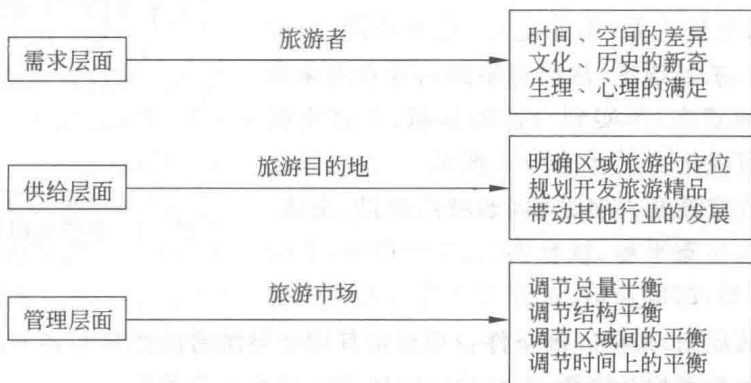 旅游者
需求层面
时间、空间的差异
文化、历史的新奇
生理、心理的满足
旅游目的地
供给层面
明确区域旅游的定位
规划开发旅游精品
带动其他行业的发展
旅游市场
管理层面
调节总量平衡
调节结构平衡
调节区域间的平衡
调节时间上的平衡